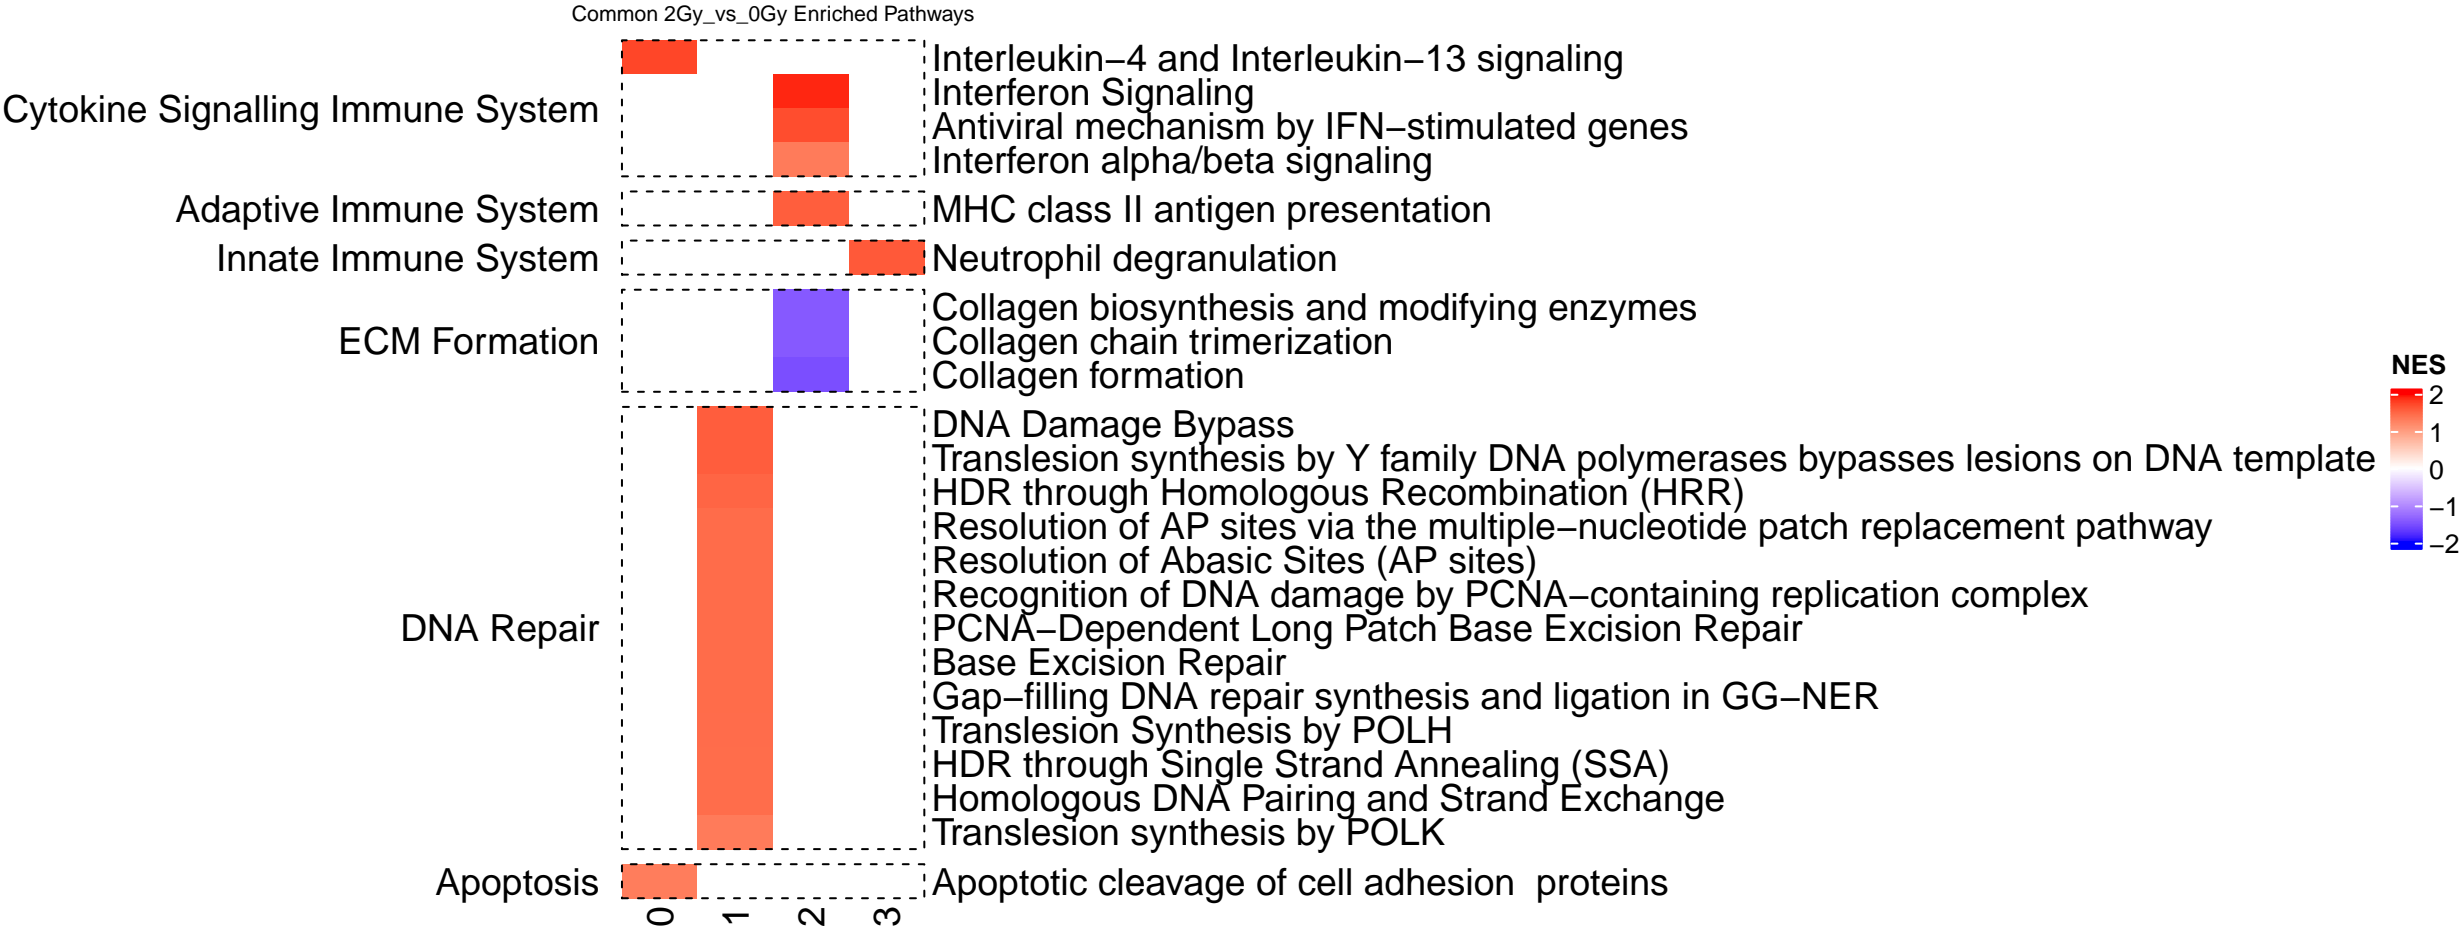 Common 2Gy_vs_0Gy Enriched Pathways
Cytokine Signalling Immune System
Interleukin−4 and Interleukin−13 signaling
Interferon Signaling
Antiviral mechanism by IFN−stimulated genes
Interferon alpha/beta signaling
Adaptive Immune System
MHC class II antigen presentation
Innate Immune System
Neutrophil degranulation
ECM Formation
Collagen biosynthesis and modifying enzymes
Collagen chain trimerization
Collagen formation
DNA Repair
DNA Damage Bypass
Translesion synthesis by Y family DNA polymerases bypasses lesions on DNA template
HDR through Homologous Recombination (HRR)
Resolution of AP sites via the multiple−nucleotide patch replacement pathway
Resolution of Abasic Sites (AP sites)
Recognition of DNA damage by PCNA−containing replication complex
PCNA−Dependent Long Patch Base Excision Repair
Base Excision Repair
Gap−filling DNA repair synthesis and ligation in GG−NER
Translesion Synthesis by POLH
HDR through Single Strand Annealing (SSA)
Homologous DNA Pairing and Strand Exchange
Translesion synthesis by POLK
Apoptosis
Apoptotic cleavage of cell adhesion  proteins
0
1
2
3
NES
2
1
0
−1
−2